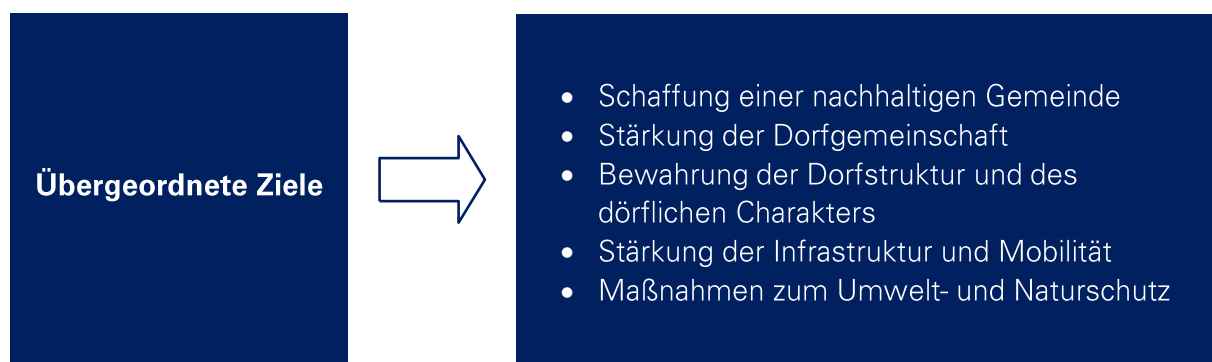 Übergeordnete Ziele
• Schaffung einer nachhaltigen Gemeinde
• Stärkung der Dorfgemeinschaft
• Bewahrung der Dorfstruktur und des
dörflichen Charakters
• Stärkung der Infrastruktur und Mobilität
• Maßnahmen zum Umwelt- und Naturschutz